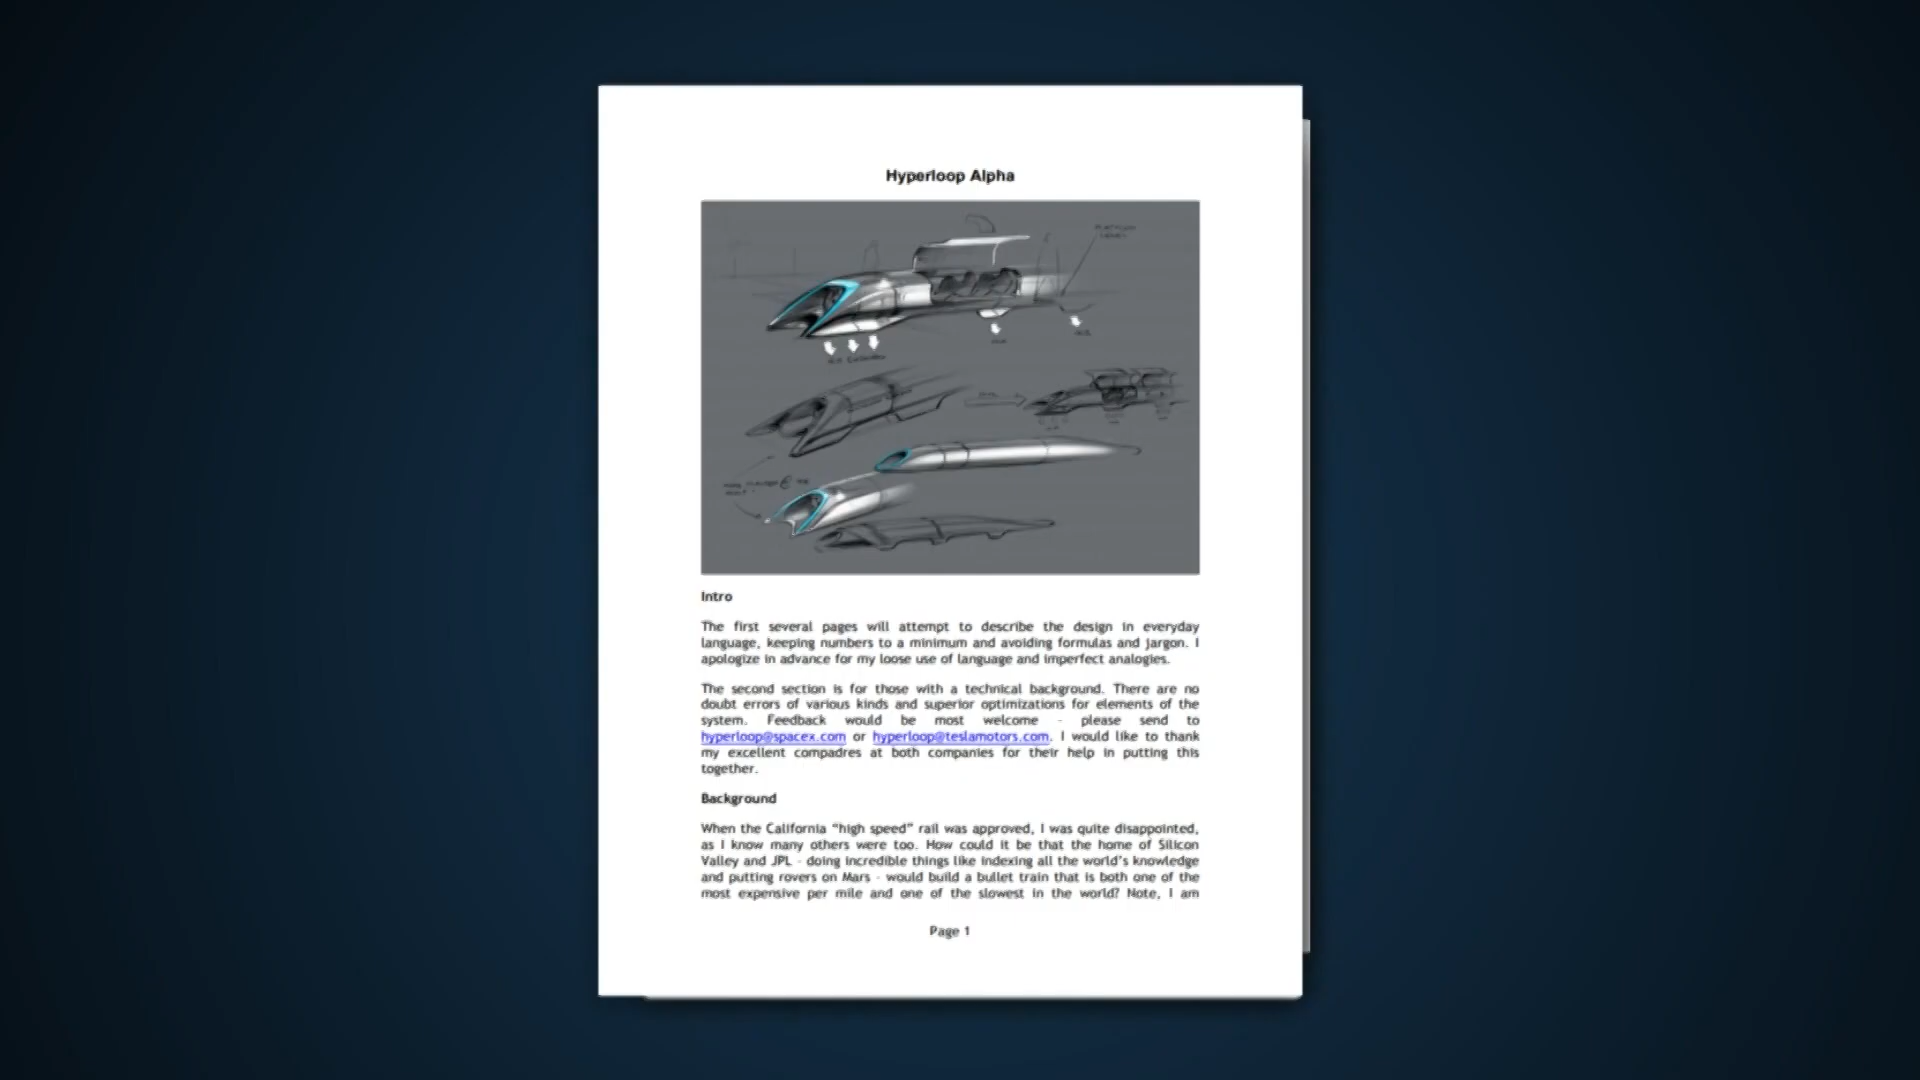 Hyperloop Alpha
Intro
The first several pages will attempt to describe the design in everyday
language, keeping numbers to a minimum and avoiding formulas and jargon. I
apologize in advance for my loose use of language and imperfect analogies.
The second section is for those with a technical background. There are no
doubt errors of various kinds and superior optimizations for elements of the
system. Feedback would be most welcome - please send to
hyperloop@spacex.com or hyperloop@teslamotors.com. I would like to thank
my excellent compadres at both companies for their help in putting this
together.
Background
When the California “high speed” rail was approved, I was quite disappointed,
as I know many others were too. How could it be that the home of Silicon
Valley and JPL - doing incredible things like indexing all the world’s knowledge
and putting rovers on Mars - would build a bullet train that is both one of the
most expensive per mile and one of the slowest in the world? Note, I am
Page 1